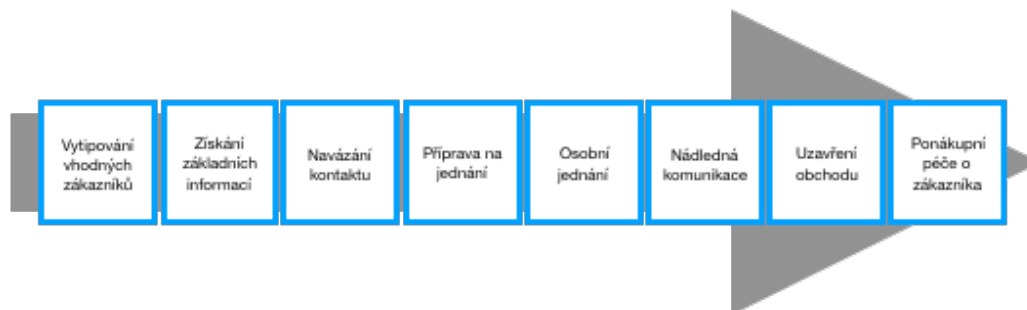 Vytipování
vhodných
zákazníků
Získání
základních
informací
Navázání
kontaktu
Příprava na
jednání
Osobní
jednání
Nádledná
komunikace
Uzavření
obchodu
Ponákupní
péče o
zákazníka